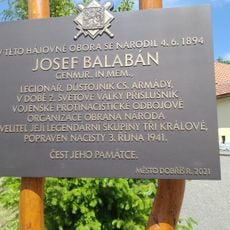 V TÉTO HÁJOVNĚ OBORA SE NARODIL 4. 6. 1894
JOSEF BALABÁN
GENMJR. IN MEM.,
LEGIONÁŘ, DŮSTOJNÍK ČS. ARMÁDY,
V DOBĚ 2. SVĚTOVÉ VÁLKY PŘÍSLUŠNÍK
VOJENSKÉ PROTINACISTICKÉ ODBOJOVÉ
ORGANIZACE OBRANA NÁRODA
VELITEL JEJÍ LEGENDÁRNÍ SKUPINY TŘI KRÁLOVÉ,
POPRAVEN NACISTY 3. ŘÍJNA 1941.
ČEST JEHO PAMÁTCE.
MĚSTO DOBŘÍŠ R. 2021